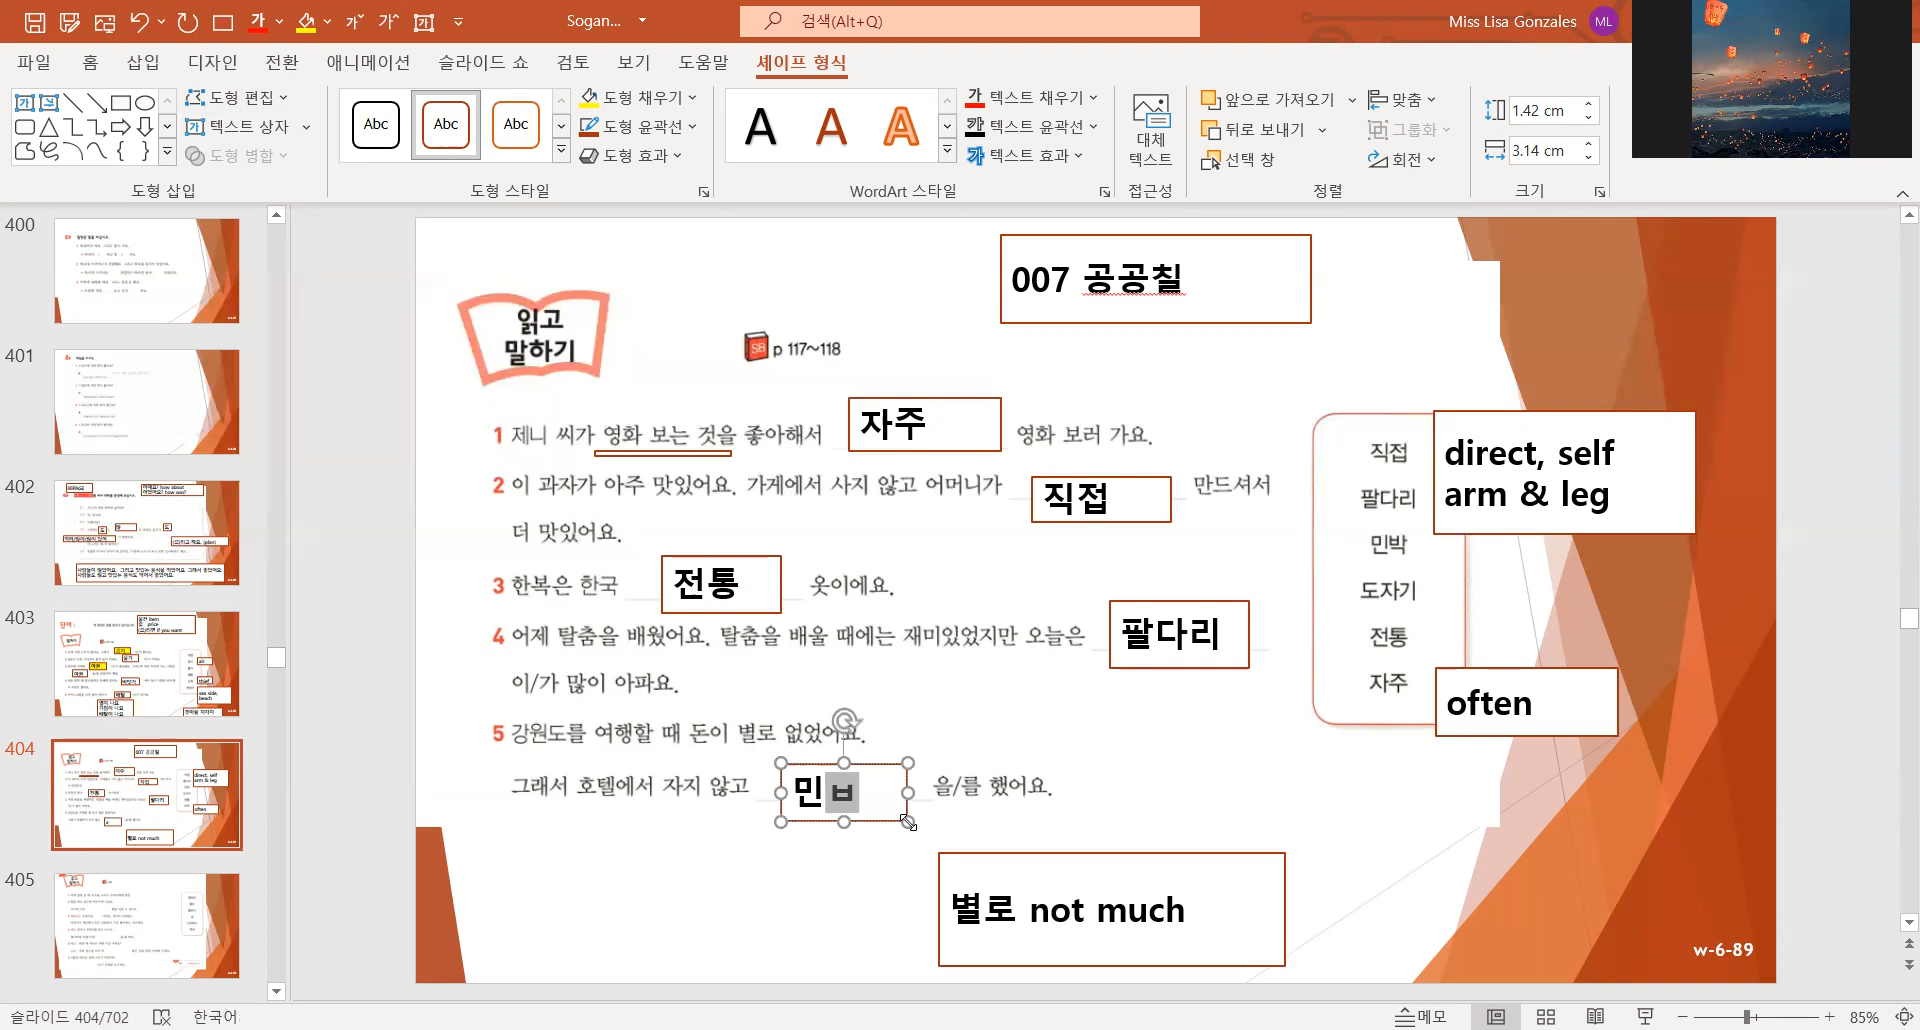 Sogan...
검색(Alt+Q)
Miss Lisa Gonzales
ML
파일 홈 삽입 디자인 전환 애니메이션 슬라이드 쇼 검토 보기 도움말 셰이프 형식
도형 편집
텍스트 상자
도형 병합
도형 삽입
Abc Abc Abc
도형 채우기
도형 윤곽선
도형 효과
도형 스타일
A A A
텍스트 채우기
텍스트 윤곽선
텍스트 효과
WordArt 스타일
대체
텍스트
접근성
앞으로 가져오기
뒤로 보내기
선택 창
맞춤
그룹화
회전
정렬
1.42 cm
3.14 cm
크기
400
401
402
403
404
405
007 공공칠
읽고
말하기
SB p 117~118
1 제니 씨가 영화 보는 것을 좋아해서 자주 영화 보러 가요.
2 이 과자가 아주 맛있어요. 가게에서 사지 않고 어머니가 직접 만드셔서
더 맛있어요.
3 한복은 한국 전통 옷이에요.
4 어제 탈춤을 배웠어요. 탈춤을 배울 때에는 재미있었지만 오늘은 팔다리
이/가 많이 아파요.
5 강원도를 여행할 때 돈이 별로 없었어요.
그래서 호텔에서 자지 않고 민ㅂ 을/를 했어요.
직접
팔다리
민박
도자기
전통
자주
direct, self
arm & leg
often
별로 not much
w-6-89
슬라이드 404/702
한국어
메모
85%